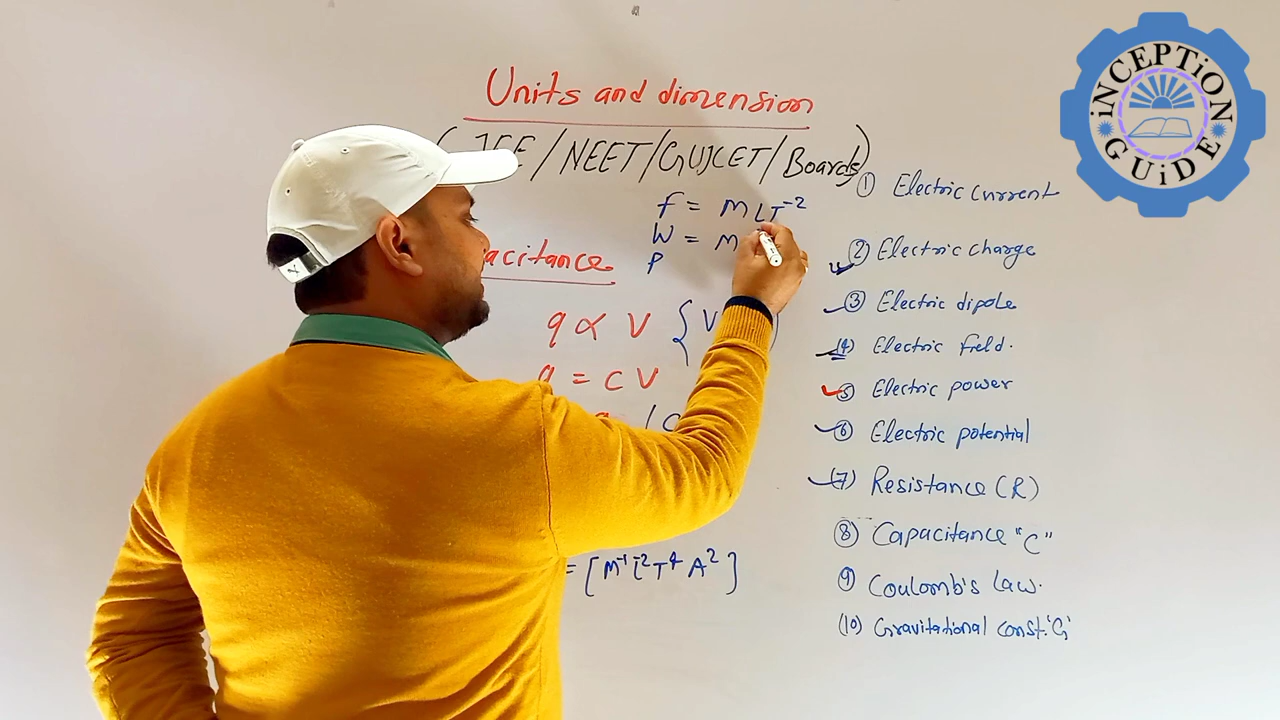 Units and dimension
(JEE/NEET/GUJCET/Boards)
f = MLT⁻²
W = M
P
acitance
q ∝ V { V
q = CV
= [M⁻¹L⁻²T⁴A²]
① Electric current
② Electric charge
③ Electric dipole
(4) Electric field.
5 Electric power
⑥ Electric potential
(7) Resistance (R)
⑧ Capacitance "C"
⑨ Coulomb's Law.
(10) Gravitational const. 'G'
iNCEPTiON
GUiDE